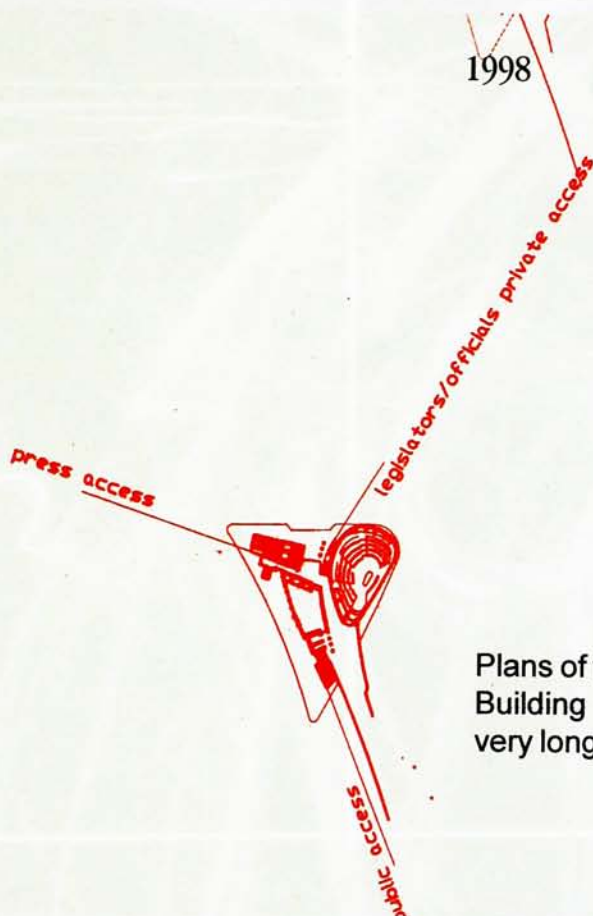 1998
legislators/officials private access
press access
Plans of
Building
very long
public access